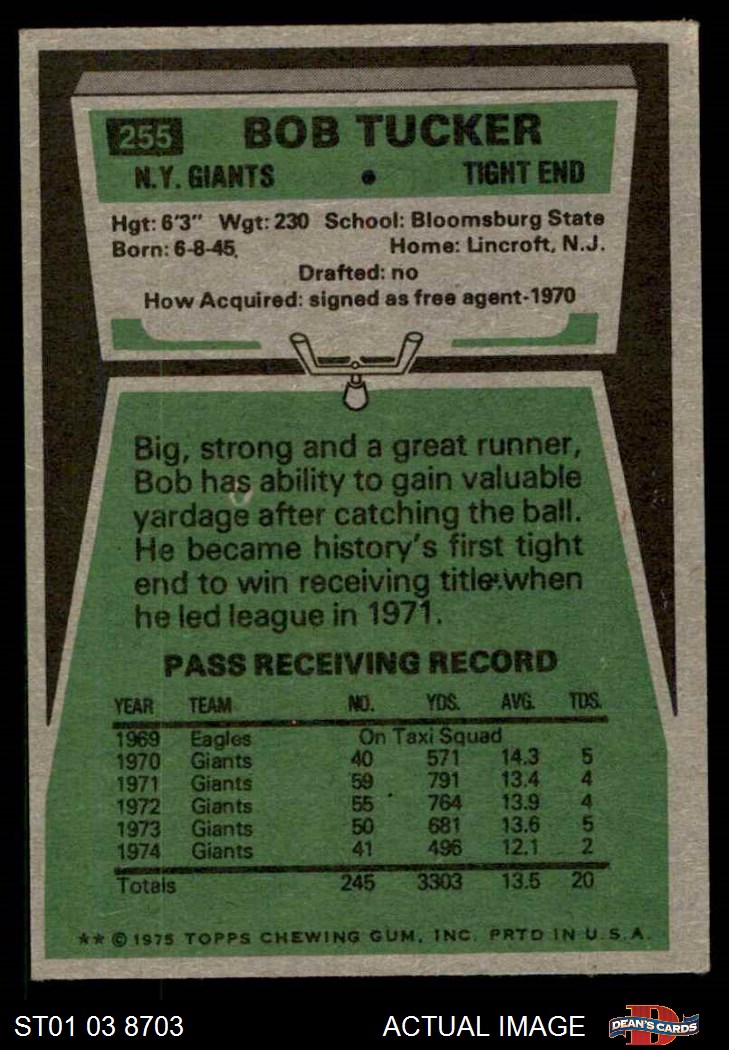 255 BOB TUCKER
N.Y. GIANTS • TIGHT END
Hgt: 6'3" Wgt: 230 School: Bloomsburg State
Born: 6-8-45. Home: Lincroft, N.J.
Drafted: no
How Acquired: signed as free agent-1970
Big, strong and a great runner,
Bob has ability to gain valuable
yardage after catching the ball.
He became history's first tight
end to win receiving title when
he led league in 1971.
PASS RECEIVING RECORD
YEAR TEAM NO. YDS. AVG. TDS.
1969 Eagles On Taxi Squad
1970 Giants 40 571 14.3 5
1971 Giants 59 791 13.4 4
1972 Giants 55 764 13.9 4
1973 Giants 50 681 13.6 5
1974 Giants 41 496 12.1 2
Totals 245 3303 13.5 20
** © 1975 TOPPS CHEWING GUM, INC. PRTD IN U.S.A.
ST01 03 8703 ACTUAL IMAGE DEAN'S CARDS